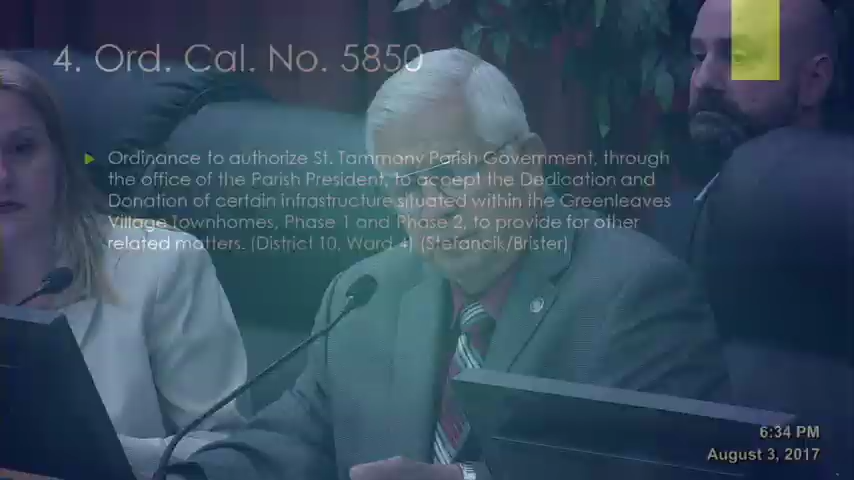 4. Ord. Cal. No. 5850
Ordinance to authorize St. Tammany Parish Government, through
the office of the Parish President, to accept the Dedication and
Donation of certain infrastructure situated within the Greenleaves
Village Townhomes, Phase 1 and Phase 2, to provide for other
related matters. (District 10, Ward 4) (Stefancik/Brister)
6:34 PM
August 3, 2017